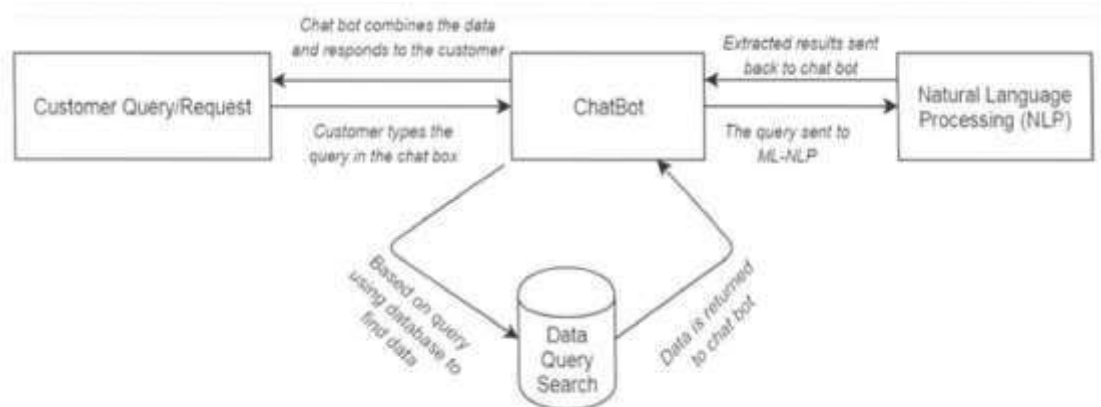 Chat bot combines the data
and responds to the customer
Extracted results sent
back to chat bot
Customer Query/Request
ChatBot
Natural Language
Processing (NLP)
Customer types the
query in the chat box
The query sent to
ML-NLP
Based on query
using database to
find data
Data
Query
Search
Data is returned
to chat bot